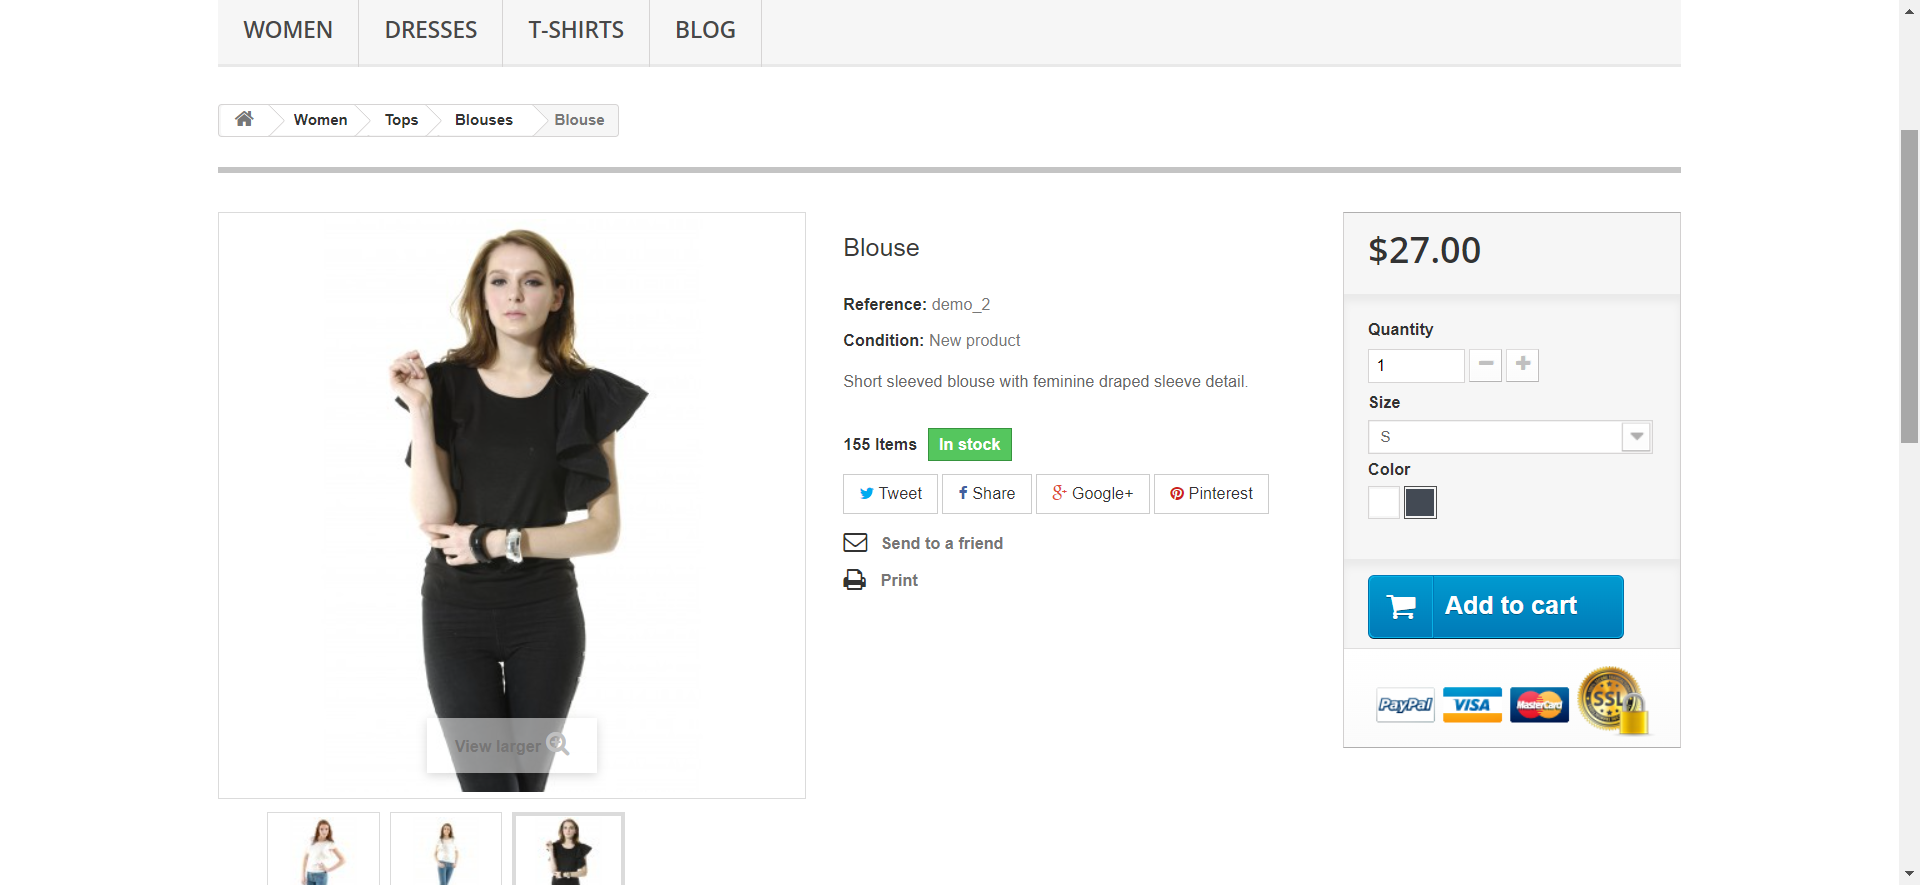 WOMEN DRESSES T-SHIRTS BLOG
Women Tops Blouses Blouse
Blouse
Reference: demo_2
Condition: New product
Short sleeved blouse with feminine draped sleeve detail.
155 Items In stock
Tweet Share Google+ Pinterest
Send to a friend
Print
View larger
$27.00
Quantity
1
Size
S
Color
Add to cart
PayPal VISA MasterCard SSL